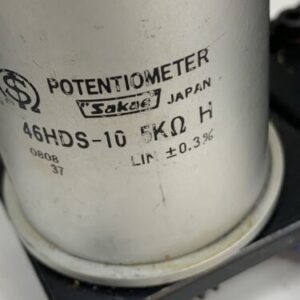 POTENTIOMETER
Sakae JAPAN
46HDS-10 5KΩ H
0808 LIN ±0.3%
37